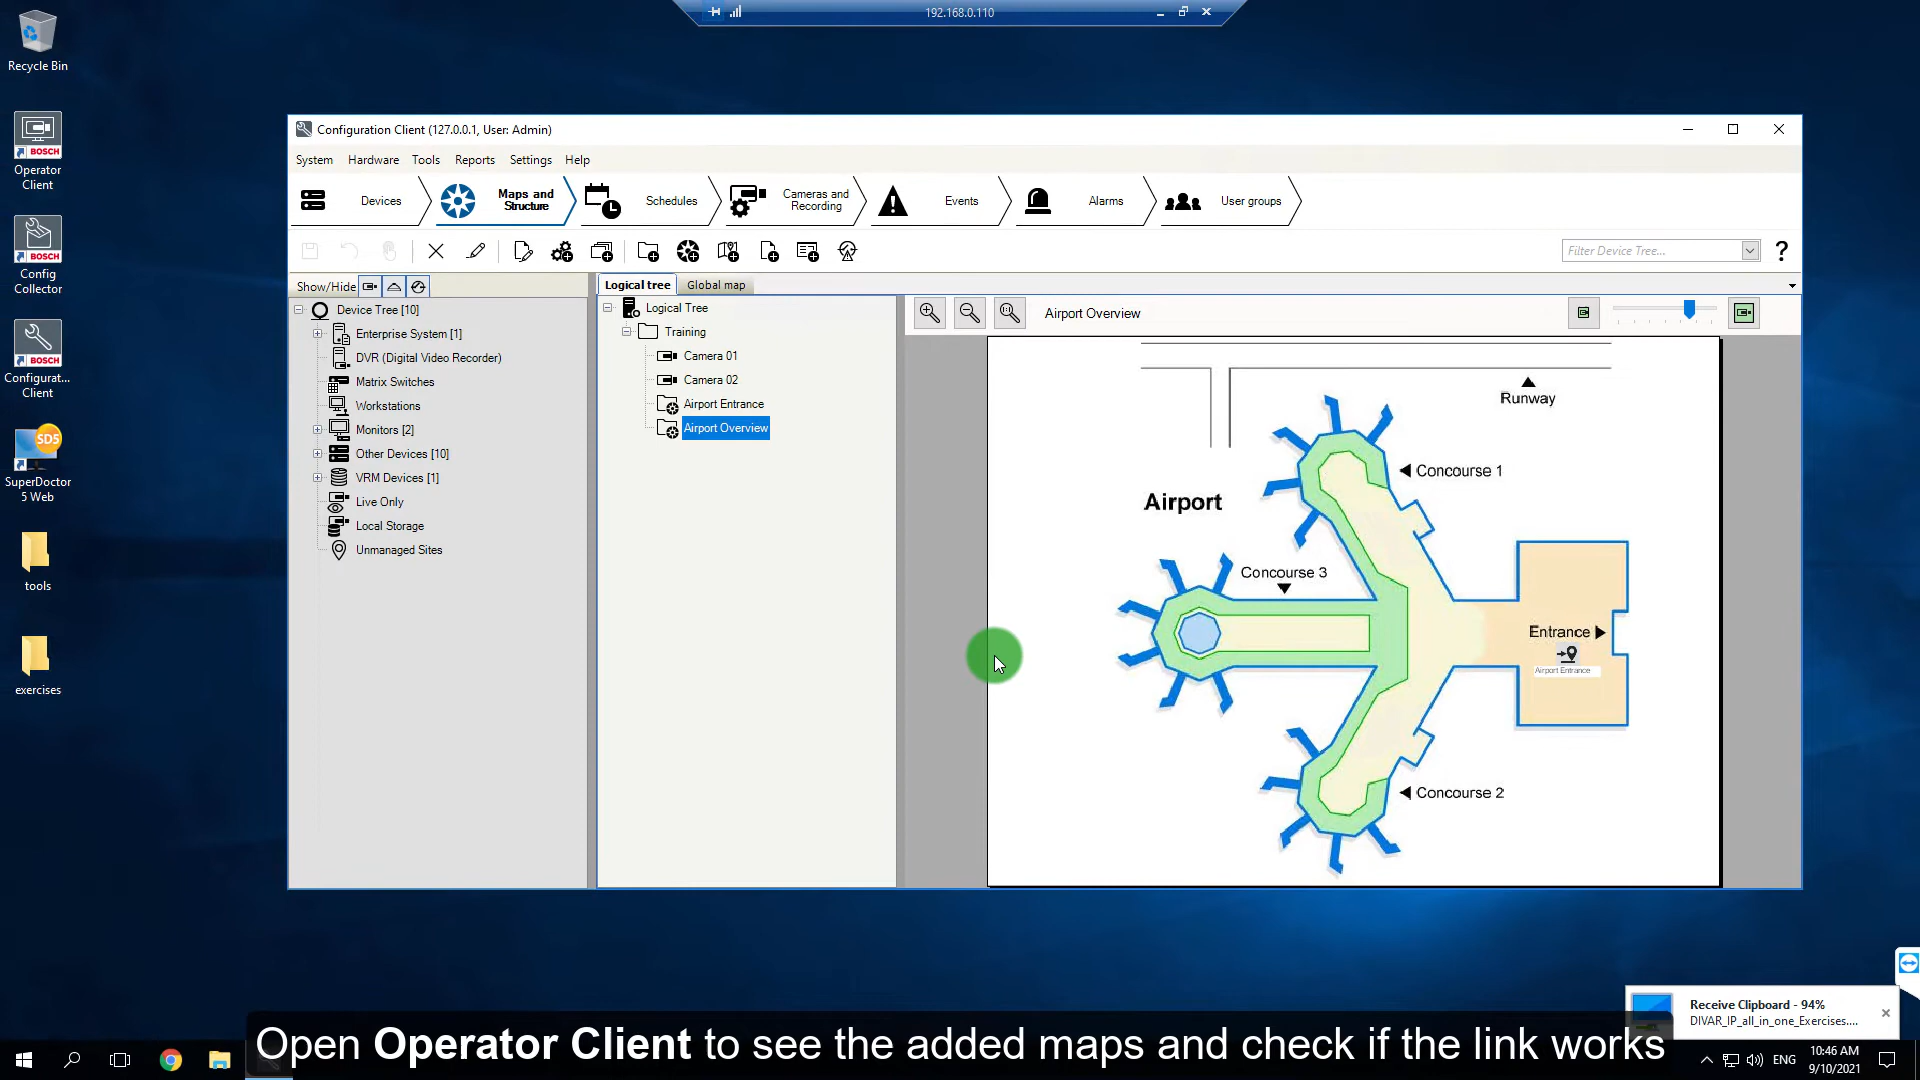 192.168.0.110
Recycle Bin
BOSCH
Operator
Client
BOSCH
Config
Collector
BOSCH
Configurat...
Client
SD5
SuperDoctor
5 Web
tools
exercises
Configuration Client (127.0.0.1, User: Admin)
System Hardware Tools Reports Settings Help
Devices
Maps and
Structure
Schedules
Cameras and
Recording
Events
Alarms
User groups
Filter Device Tree...
?
Show/Hide
Device Tree [10]
Enterprise System [1]
DVR (Digital Video Recorder)
Matrix Switches
Workstations
Monitors [2]
Other Devices [10]
VRM Devices [1]
Live Only
Local Storage
Unmanaged Sites
Logical tree Global map
Logical Tree
Training
Camera 01
Camera 02
Airport Entrance
Airport Overview
Airport Overview
Runway
Concourse 1
Airport
Concourse 3
Entrance
Airport Entrance
Concourse 2
Receive Clipboard - 94%
DIVAR_IP_all_in_one_Exercises....
Open Operator Client to see the added maps and check if the link works
ENG
10:46 AM
9/10/2021